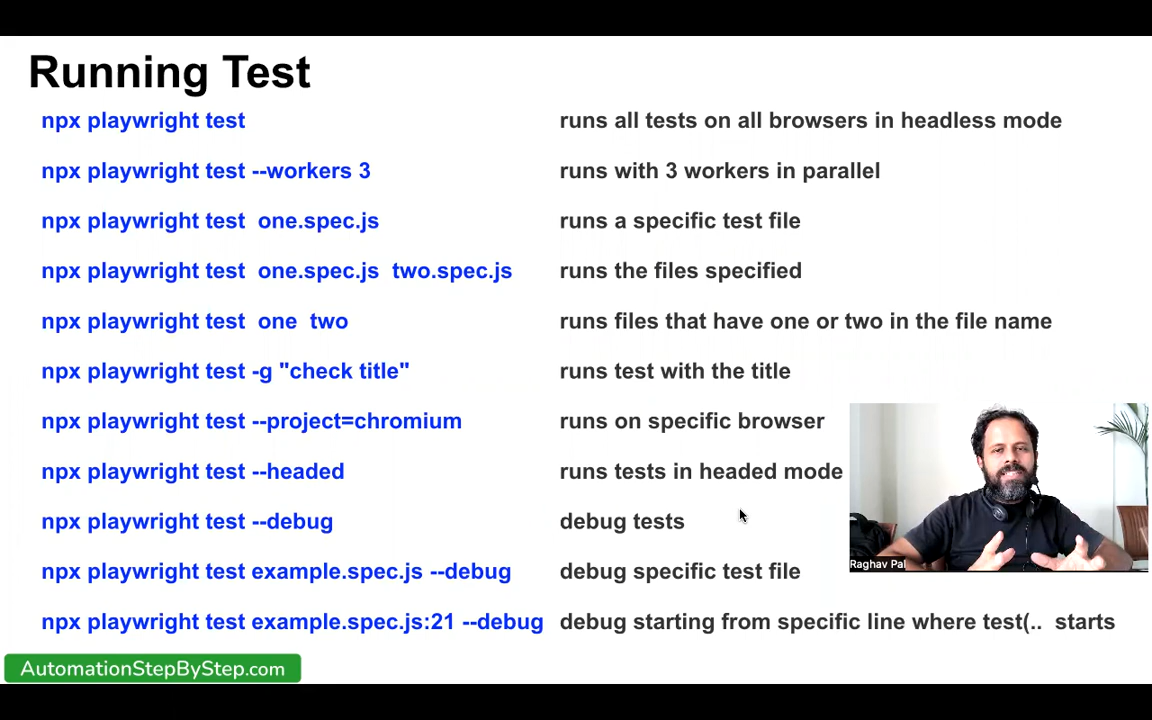 Running Test
npx playwright test runs all tests on all browsers in headless mode
npx playwright test --workers 3 runs with 3 workers in parallel
npx playwright test one.spec.js runs a specific test file
npx playwright test one.spec.js two.spec.js runs the files specified
npx playwright test one two runs files that have one or two in the file name
npx playwright test -g "check title" runs test with the title
npx playwright test --project=chromium runs on specific browser
npx playwright test --headed runs tests in headed mode
npx playwright test --debug debug tests
npx playwright test example.spec.js --debug debug specific test file
Raghav Pal
npx playwright test example.spec.js:21 --debug debug starting from specific line where test(.. starts
AutomationStepByStep.com